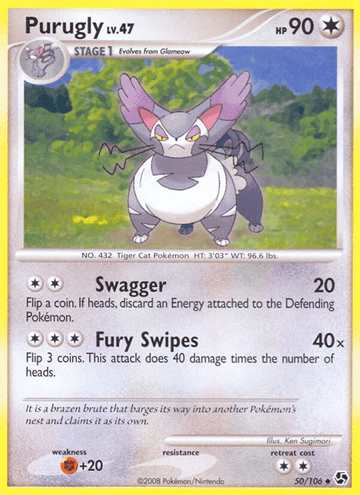 Purugly LV.47 HP 90
STAGE 1 Evolves from Glameow
NO. 432 Tiger Cat Pokémon HT: 3'03" WT: 96.6 lbs.
Swagger 20
Flip a coin. If heads, discard an Energy attached to the Defending
Pokémon.
Fury Swipes 40x
Flip 3 coins. This attack does 40 damage times the number of
heads.
It is a brazen brute that barges its way into another Pokémon's
nest and claims it as its own.
Illus. Ken Sugimori
weakness resistance retreat cost
+20
©2008 Pokémon/Nintendo 50/106